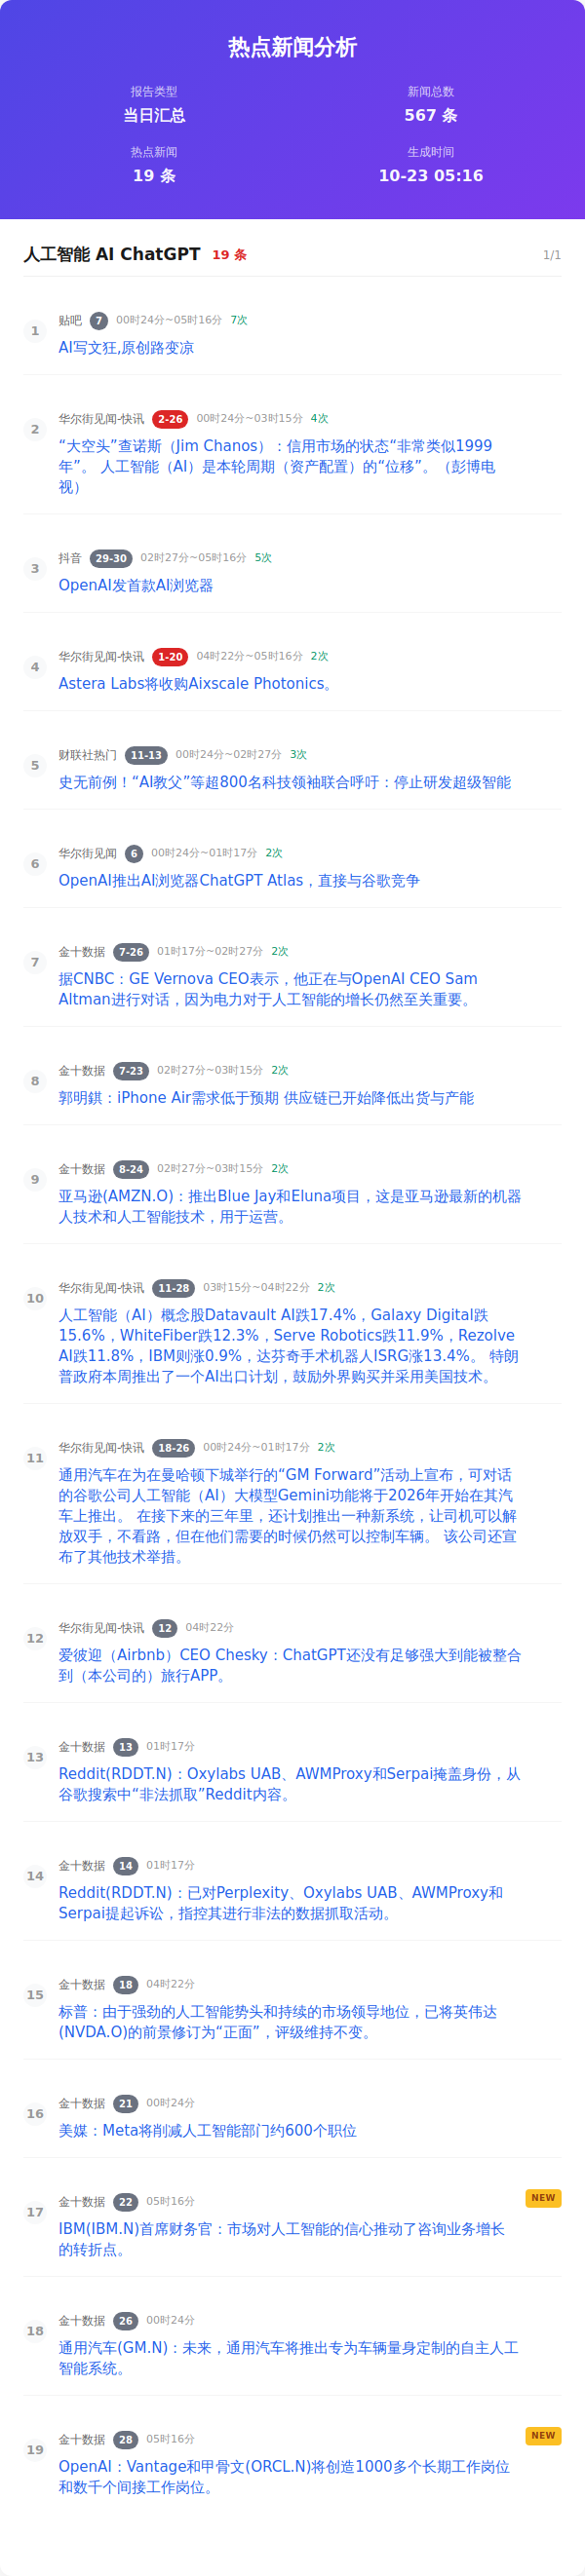 热点新闻分析
报告类型
当日汇总
新闻总数
567 条
热点新闻
19 条
生成时间
10-23 05:16
人工智能 AI ChatGPT 19 条 1/1
1
贴吧 7 00时24分~05时16分 7次
AI写文狂,原创路变凉
2
华尔街见闻-快讯 2-26 00时24分~03时15分 4次
“大空头”查诺斯（Jim Chanos）：信用市场的状态“非常类似1999
年”。 人工智能（AI）是本轮周期（资产配置）的“位移”。（彭博电
视）
3
抖音 29-30 02时27分~05时16分 5次
OpenAI发首款AI浏览器
4
华尔街见闻-快讯 1-20 04时22分~05时16分 2次
Astera Labs将收购Aixscale Photonics。
5
财联社热门 11-13 00时24分~02时27分 3次
史无前例！“AI教父”等超800名科技领袖联合呼吁：停止研发超级智能
6
华尔街见闻 6 00时24分~01时17分 2次
OpenAI推出AI浏览器ChatGPT Atlas，直接与谷歌竞争
7
金十数据 7-26 01时17分~02时27分 2次
据CNBC：GE Vernova CEO表示，他正在与OpenAI CEO Sam
Altman进行对话，因为电力对于人工智能的增长仍然至关重要。
8
金十数据 7-23 02时27分~03时15分 2次
郭明錤：iPhone Air需求低于预期 供应链已开始降低出货与产能
9
金十数据 8-24 02时27分~03时15分 2次
亚马逊(AMZN.O)：推出Blue Jay和Eluna项目，这是亚马逊最新的机器
人技术和人工智能技术，用于运营。
10
华尔街见闻-快讯 11-28 03时15分~04时22分 2次
人工智能（AI）概念股Datavault AI跌17.4%，Galaxy Digital跌
15.6%，WhiteFiber跌12.3%，Serve Robotics跌11.9%，Rezolve
AI跌11.8%，IBM则涨0.9%，达芬奇手术机器人ISRG涨13.4%。 特朗
普政府本周推出了一个AI出口计划，鼓励外界购买并采用美国技术。
11
华尔街见闻-快讯 18-26 00时24分~01时17分 2次
通用汽车在为在曼哈顿下城举行的“GM Forward”活动上宣布，可对话
的谷歌公司人工智能（AI）大模型Gemini功能将于2026年开始在其汽
车上推出。 在接下来的三年里，还计划推出一种新系统，让司机可以解
放双手，不看路，但在他们需要的时候仍然可以控制车辆。 该公司还宣
布了其他技术举措。
12
华尔街见闻-快讯 12 04时22分
爱彼迎（Airbnb）CEO Chesky：ChatGPT还没有足够强大到能被整合
到（本公司的）旅行APP。
13
金十数据 13 01时17分
Reddit(RDDT.N)：Oxylabs UAB、AWMProxy和Serpai掩盖身份，从
谷歌搜索中“非法抓取”Reddit内容。
14
金十数据 14 01时17分
Reddit(RDDT.N)：已对Perplexity、Oxylabs UAB、AWMProxy和
Serpai提起诉讼，指控其进行非法的数据抓取活动。
15
金十数据 18 04时22分
标普：由于强劲的人工智能势头和持续的市场领导地位，已将英伟达
(NVDA.O)的前景修订为“正面”，评级维持不变。
16
金十数据 21 00时24分
美媒：Meta将削减人工智能部门约600个职位
17
金十数据 22 05时16分 NEW
IBM(IBM.N)首席财务官：市场对人工智能的信心推动了咨询业务增长
的转折点。
18
金十数据 26 00时24分
通用汽车(GM.N)：未来，通用汽车将推出专为车辆量身定制的自主人工
智能系统。
19
金十数据 28 05时16分 NEW
OpenAI：Vantage和甲骨文(ORCL.N)将创造1000多个长期工作岗位
和数千个间接工作岗位。